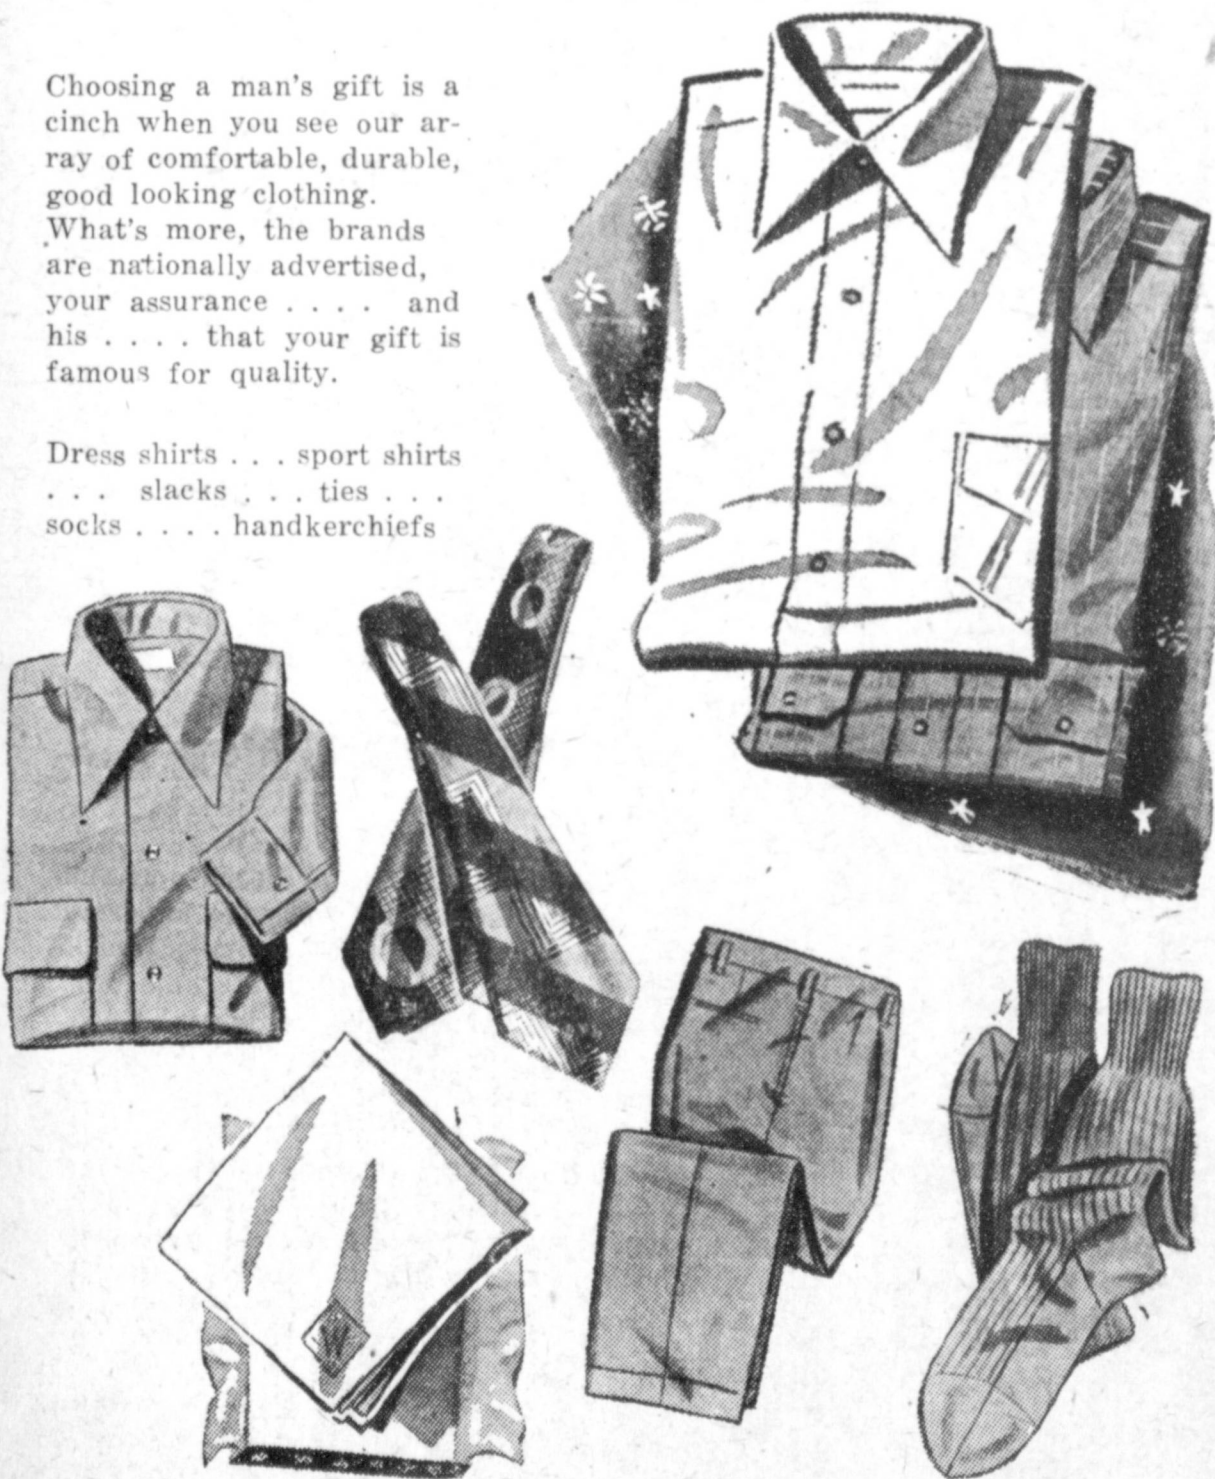 Choosing a man's gift is a
cinch when you see our ar-
ray of comfortable, durable,
good looking clothing.
What's more, the brands
are nationally advertised,
your assurance . . . . and
his . . . . that your gift is
famous for quality.
Dress shirts . . . sport shirts
. . . slacks . . . ties . . .
socks . . . . handkerchiefs